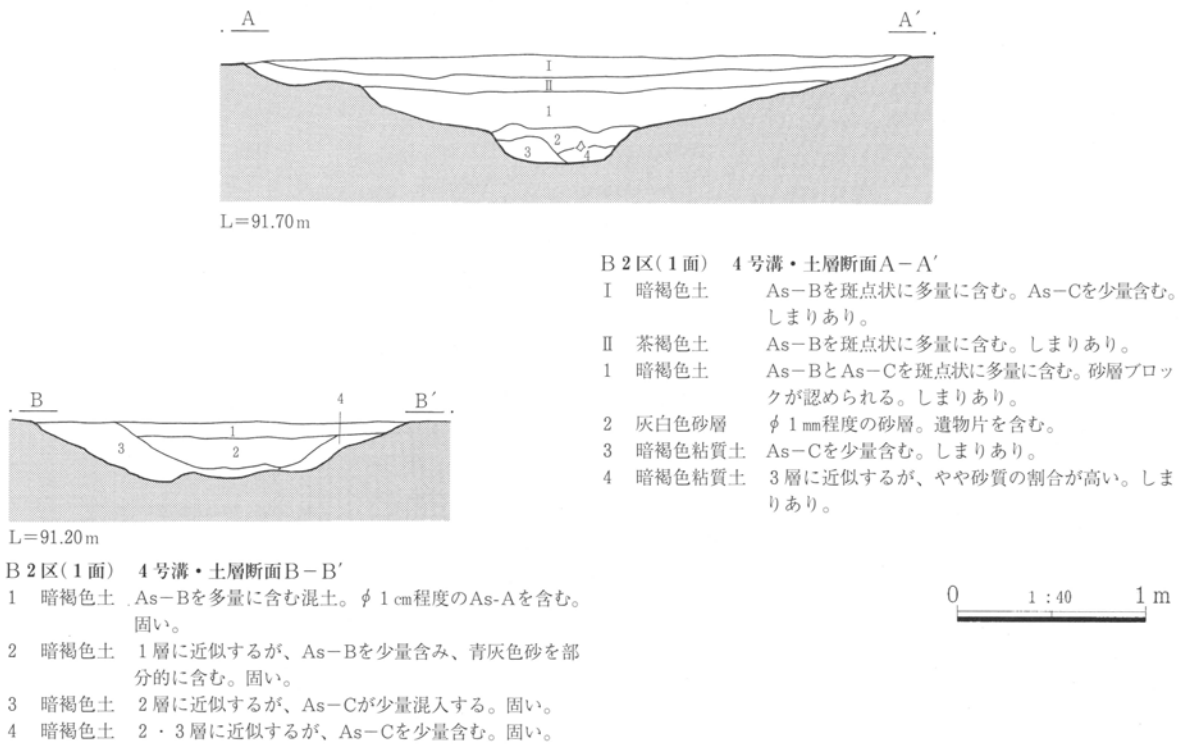 A A′
I
II
1
2
3
4
L=91.70m
B 2区(1面) 4号溝・土層断面A-A′
I 暗褐色土 As-Bを斑点状に多量に含む。As-Cを少量含む。
しまりあり。
II 茶褐色土 As-Bを斑点状に多量に含む。しまりあり。
1 暗褐色土 As-BとAs-Cを斑点状に多量に含む。砂層ブロッ
クが認められる。しまりあり。
2 灰白色砂層 φ1mm程度の砂層。遺物片を含む。
3 暗褐色粘質土 As-Cを少量含む。しまりあり。
4 暗褐色粘質土 3層に近似するが、やや砂質の割合が高い。しま
りあり。
B B′
4
1
3 2
L=91.20m
B 2区(1面) 4号溝・土層断面B-B′
1 暗褐色土 As-Bを多量に含む混土。φ1cm程度のAs-Aを含む。
固い。
2 暗褐色土 1層に近似するが、As-Bを少量含み、青灰色砂を部
分的に含む。固い。
3 暗褐色土 2層に近似するが、As-Cが少量混入する。固い。
4 暗褐色土 2・3層に近似するが、As-Cを少量含む。固い。
0 1:40 1m